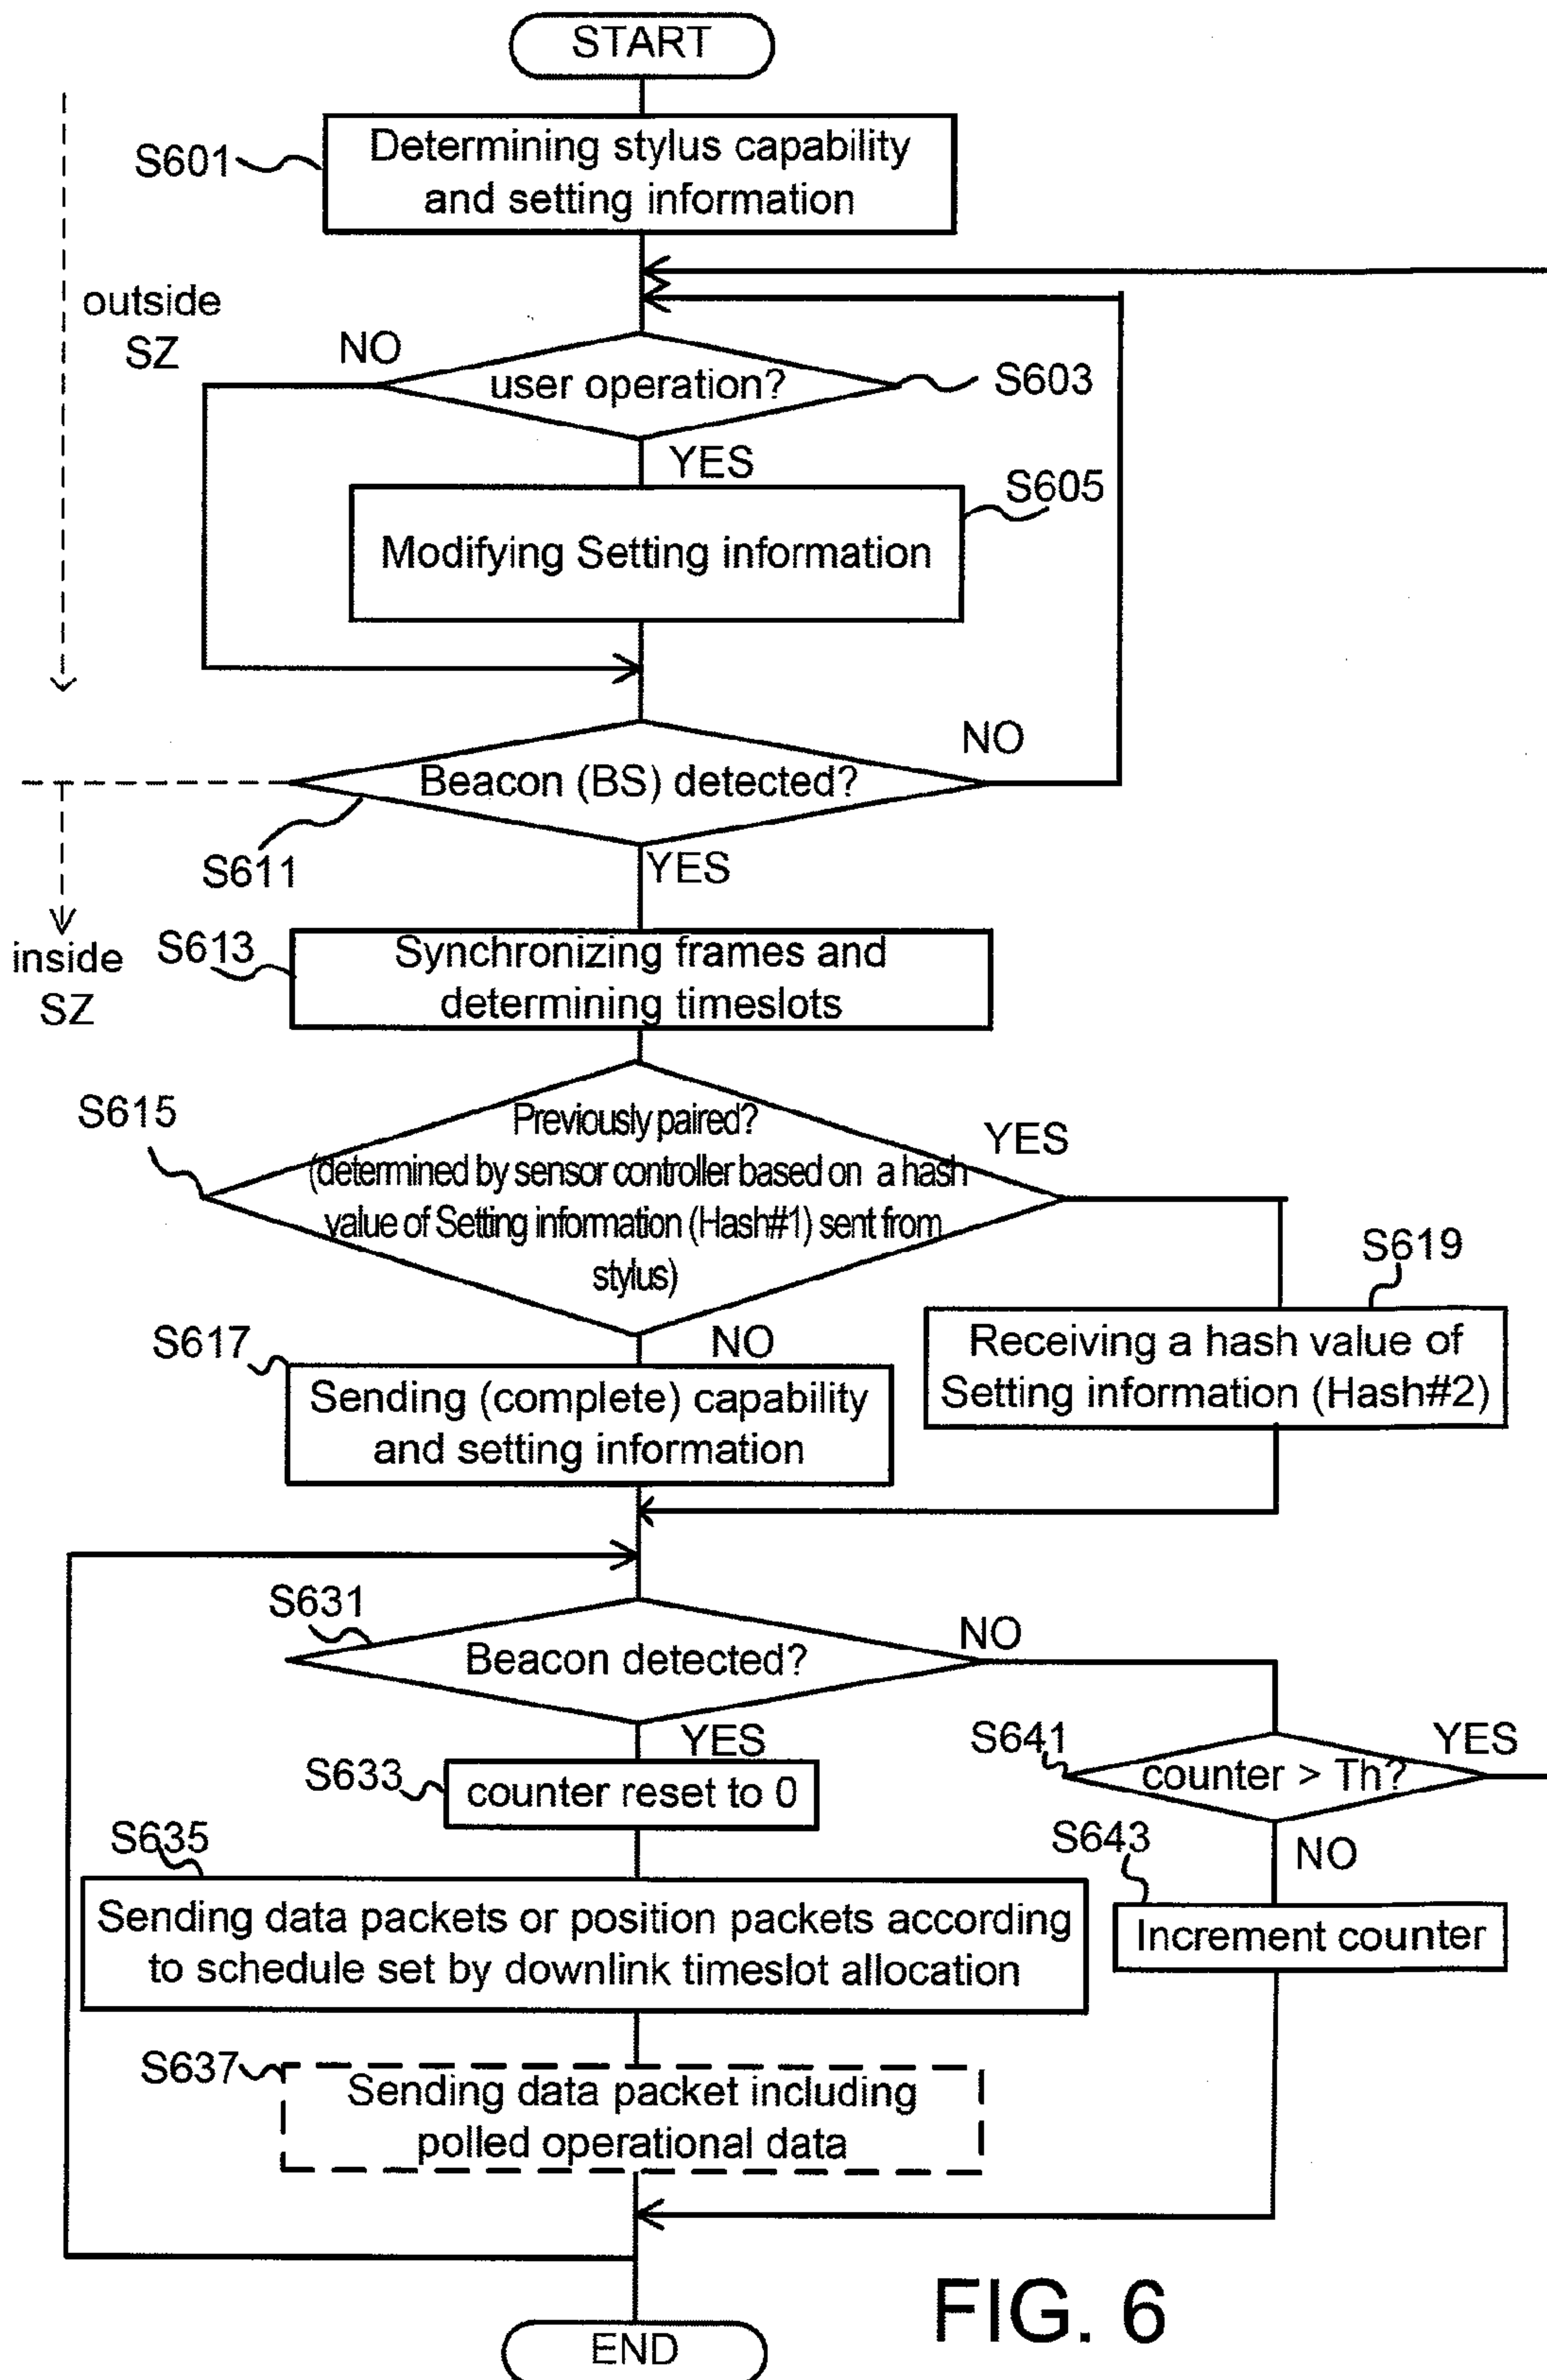 START
S601
Determining stylus capability
and setting information
outside
SZ
NO
user operation?
S603
YES
S605
Modifying Setting information
NO
Beacon (BS) detected?
S611
YES
inside
SZ
S613
Synchronizing frames and
determining timeslots
S615
Previously paired?
(determined by sensor controller based on a hash
value of Setting information (Hash#1) sent from
stylus)
YES
S619
Receiving a hash value of
Setting information (Hash#2)
S617
NO
Sending (complete) capability
and setting information
S631
Beacon detected?
NO
YES
S641
counter > Th?
YES
S633
counter reset to 0
S635
Sending data packets or position packets according
to schedule set by downlink timeslot allocation
S643
NO
Increment counter
S637
Sending data packet including
polled operational data
FIG. 6
END